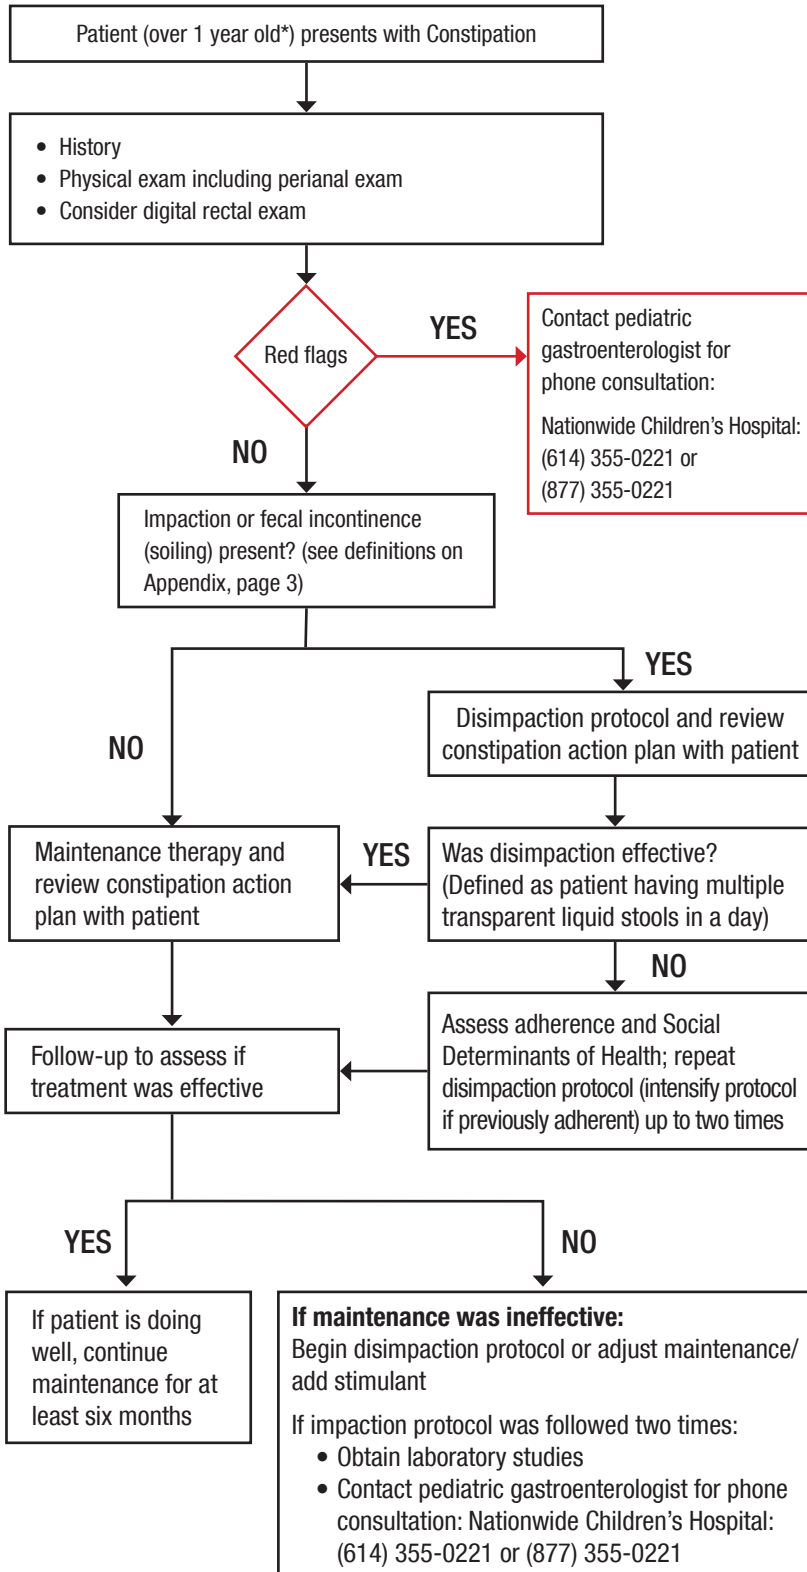 Patient (over 1 year old*) presents with Constipation
• History
• Physical exam including perianal exam
• Consider digital rectal exam
Red flags
YES
Contact pediatric
gastroenterologist for
phone consultation:
Nationwide Children's Hospital:
(614) 355-0221 or
(877) 355-0221
NO
Impaction or fecal incontinence
(soiling) present? (see definitions on
Appendix, page 3)
YES
Disimpaction protocol and review
constipation action plan with patient
NO
Maintenance therapy and
review constipation action
plan with patient
YES
Was disimpaction effective?
(Defined as patient having multiple
transparent liquid stools in a day)
NO
Assess adherence and Social
Determinants of Health; repeat
disimpaction protocol (intensify protocol
if previously adherent) up to two times
Follow-up to assess if
treatment was effective
YES
NO
If patient is doing
well, continue
maintenance for at
least six months
If maintenance was ineffective:
Begin disimpaction protocol or adjust maintenance/
add stimulant
If impaction protocol was followed two times:
• Obtain laboratory studies
• Contact pediatric gastroenterologist for phone
consultation: Nationwide Children's Hospital:
(614) 355-0221 or (877) 355-0221